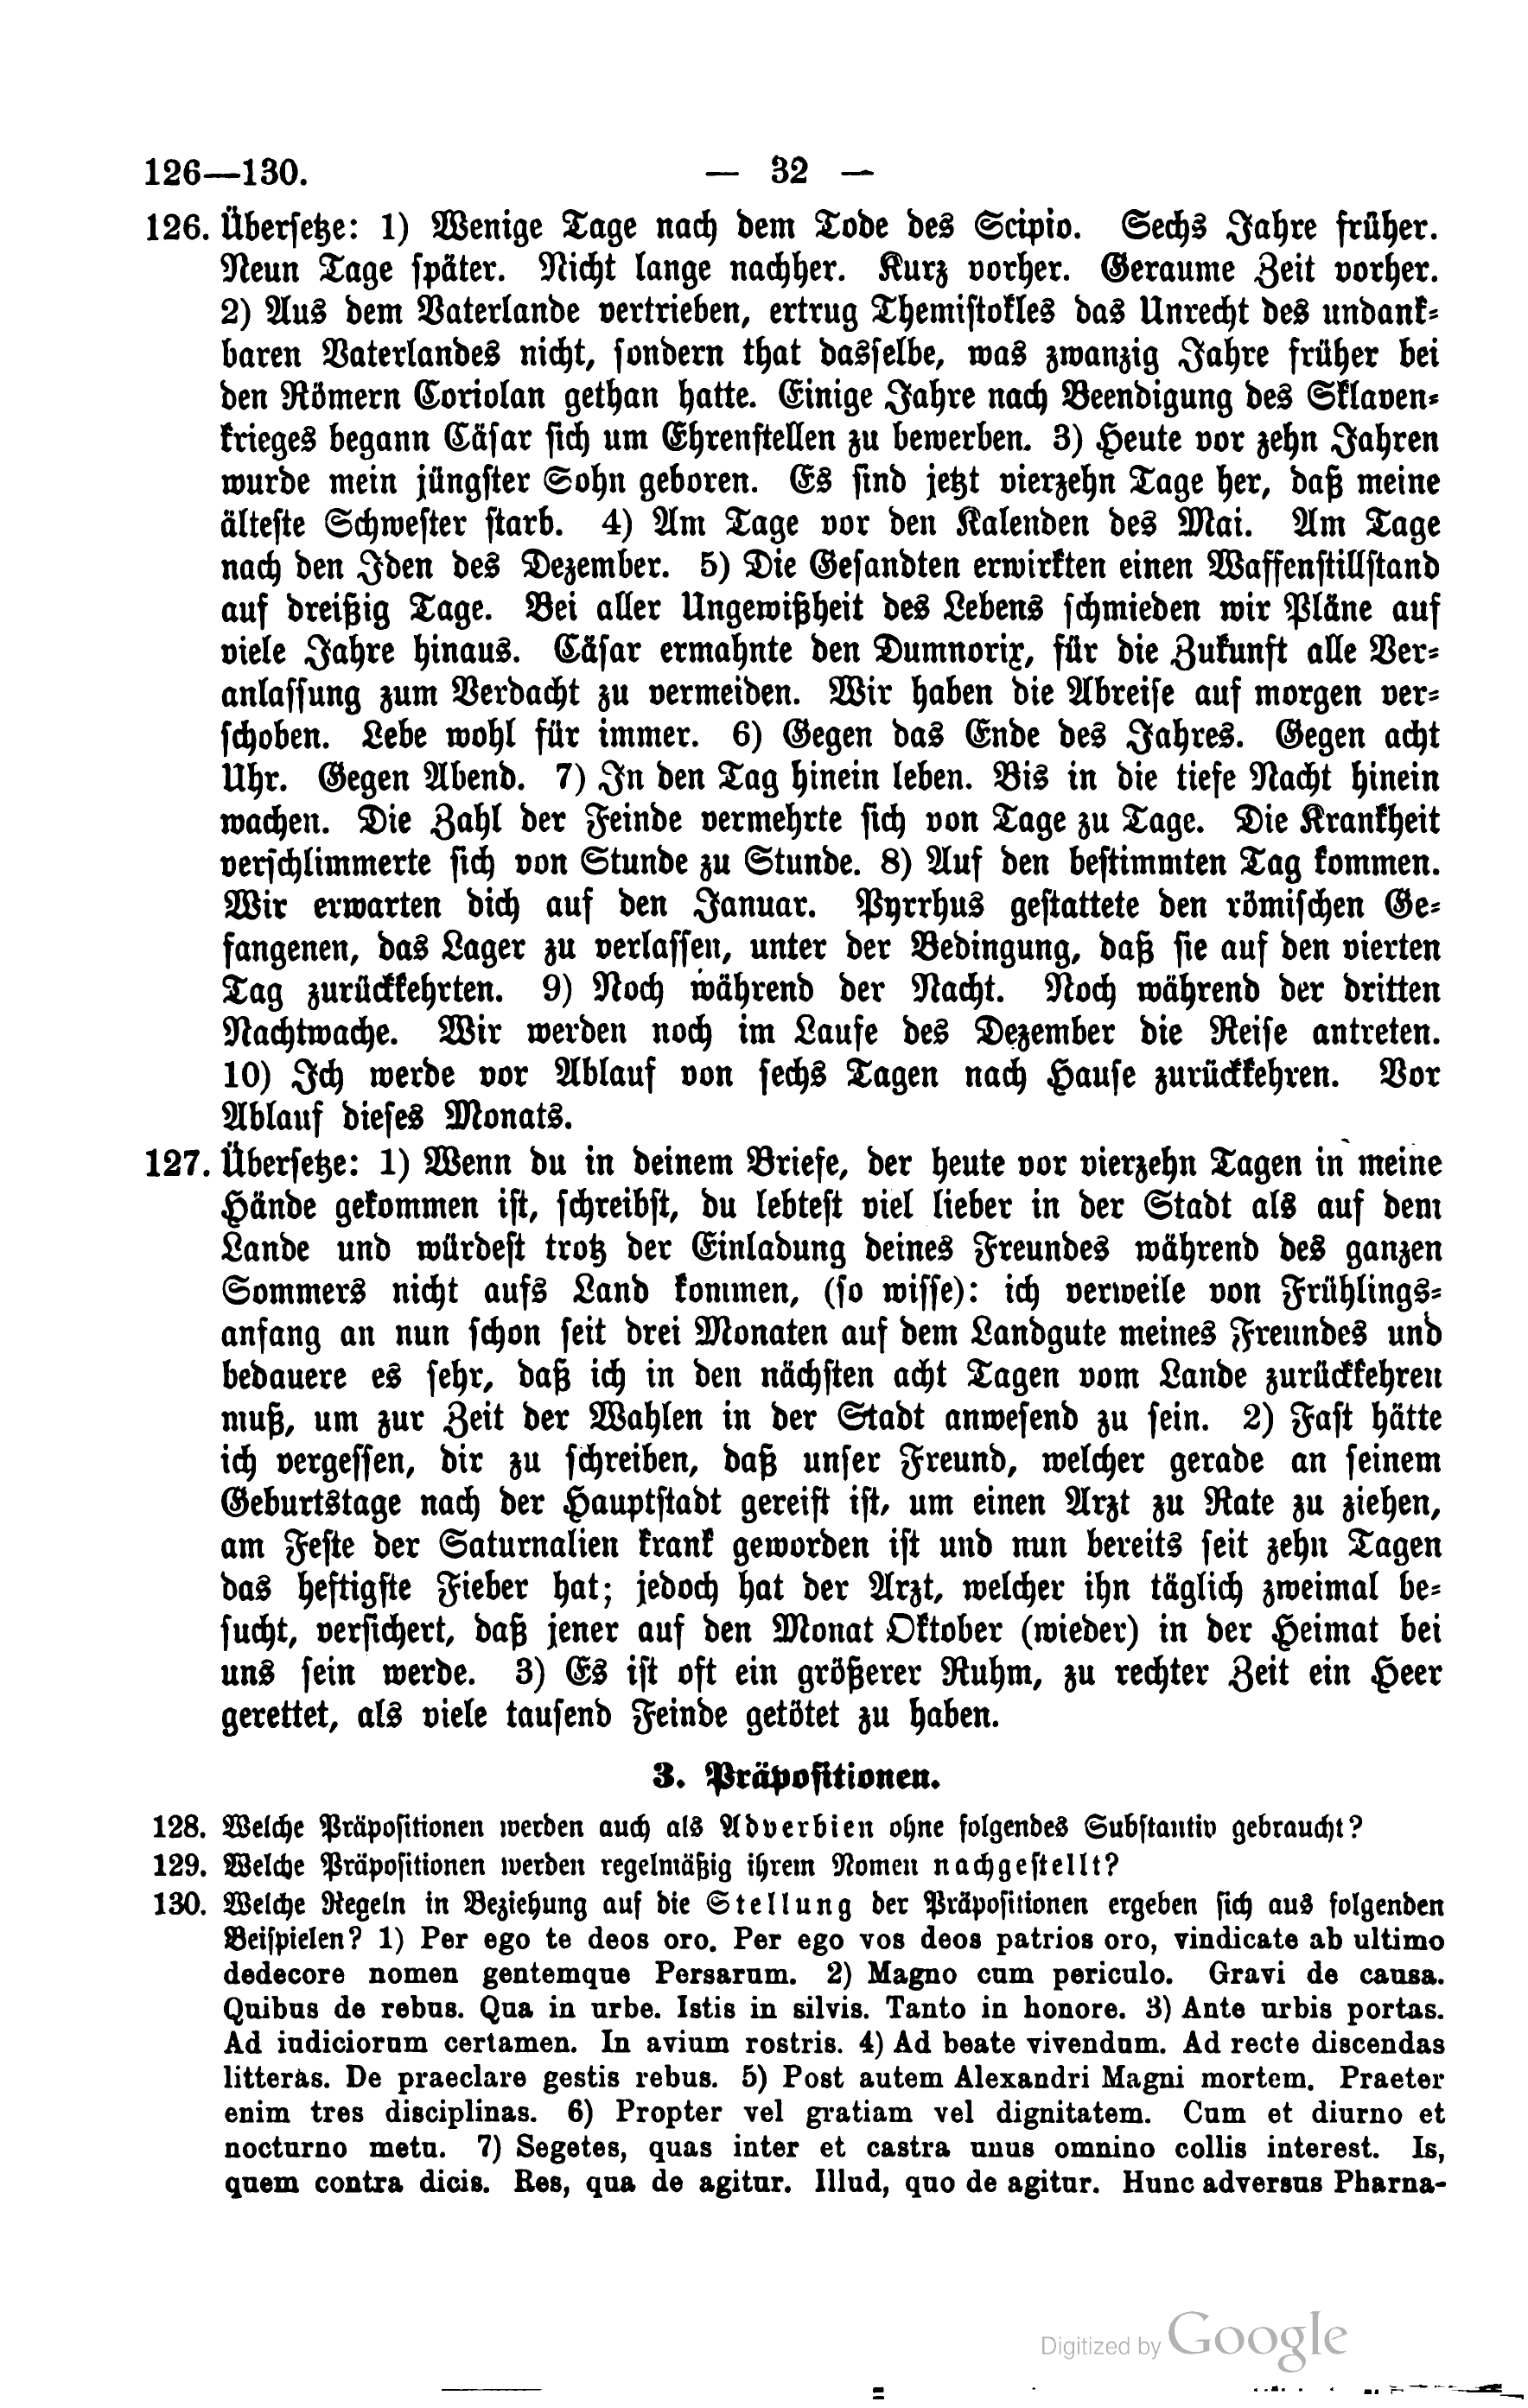 126—130.
— 32 —
126. Übersetze: 1) Wenige Tage nach dem Tode des Scipio. Sechs Jahre früher.
Neun Tage später. Nicht lange nachher. Kurz vorher. Geraume Zeit vorher.
2) Aus dem Vaterlande vertrieben, ertrug Themistokles das Unrecht des undank-
baren Vaterlandes nicht, sondern that dasselbe, was zwanzig Jahre früher bei
den Römern Coriolan gethan hatte. Einige Jahre nach Beendigung des Sklaven-
krieges begann Cäsar sich um Ehrenstellen zu bewerben. 3) Heute vor zehn Jahren
wurde mein jüngster Sohn geboren. Es sind jetzt vierzehn Tage her, daß meine
älteste Schwester starb. 4) Am Tage vor den Kalenden des Mai. Am Tage
nach den Iden des Dezember. 5) Die Gesandten erwirkten einen Waffenstillstand
auf dreißig Tage. Bei aller Ungewißheit des Lebens schmieden wir Pläne auf
viele Jahre hinaus. Cäsar ermahnte den Dumnorix, für die Zukunft alle Ver-
anlassung zum Verdacht zu vermeiden. Wir haben die Abreise auf morgen ver-
schoben. Lebe wohl für immer. 6) Gegen das Ende des Jahres. Gegen acht
Uhr. Gegen Abend. 7) In den Tag hinein leben. Bis in die tiefe Nacht hinein
wachen. Die Zahl der Feinde vermehrte sich von Tage zu Tage. Die Krankheit
verschlimmerte sich von Stunde zu Stunde. 8) Auf den bestimmten Tag kommen.
Wir erwarten dich auf den Januar. Pyrrhus gestattete den römischen Ge-
fangenen, das Lager zu verlassen, unter der Bedingung, daß sie auf den vierten
Tag zurückkehrten. 9) Noch während der Nacht. Noch während der dritten
Nachtwache. Wir werden noch im Laufe des Dezember die Reise antreten.
10) Ich werde vor Ablauf von sechs Tagen nach Hause zurückkehren. Vor
Ablauf dieses Monats.
127. Übersetze: 1) Wenn du in deinem Briefe, der heute vor vierzehn Tagen in meine
Hände gekommen ist, schreibst, du lebtest viel lieber in der Stadt als auf dem
Lande und würdest trotz der Einladung deines Freundes während des ganzen
Sommers nicht aufs Land kommen, (so wisse): ich verweile von Frühlings-
anfang an nun schon seit drei Monaten auf dem Landgute meines Freundes und
bedauere es sehr, daß ich in den nächsten acht Tagen vom Lande zurückkehren
muß, um zur Zeit der Wahlen in der Stadt anwesend zu sein. 2) Fast hätte
ich vergessen, dir zu schreiben, daß unser Freund, welcher gerade an seinem
Geburtstage nach der Hauptstadt gereist ist, um einen Arzt zu Rate zu ziehen,
am Feste der Saturnalien krank geworden ist und nun bereits seit zehn Tagen
das heftigste Fieber hat; jedoch hat der Arzt, welcher ihn täglich zweimal be-
sucht, versichert, daß jener auf den Monat Oktober (wieder) in der Heimat bei
uns sein werde. 3) Es ist oft ein größerer Ruhm, zu rechter Zeit ein Heer
gerettet, als viele tausend Feinde getötet zu haben.
3. Präpositionen.
128. Welche Präpositionen werden auch als Adverbien ohne folgendes Substantiv gebraucht?
129. Welche Präpositionen werden regelmäßig ihrem Nomen nachgestellt?
130. Welche Regeln in Beziehung auf die Stellung der Präpositionen ergeben sich aus folgenden
Beispielen? 1) Per ego te deos oro. Per ego vos deos patrios oro, vindicate ab ultimo
dedecore nomen gentemque Persarum. 2) Magno cum periculo. Gravi de causa.
Quibus de rebus. Qua in urbe. Istis in silvis. Tanto in honore. 3) Ante urbis portas.
Ad iudiciorum certamen. In avium rostris. 4) Ad beate vivendum. Ad recte discendas
litteras. De praeclare gestis rebus. 5) Post autem Alexandri Magni mortem. Praeter
enim tres disciplinas. 6) Propter vel gratiam vel dignitatem. Cum et diurno et
nocturno metu. 7) Segetes, quas inter et castra unus omnino collis interest. Is,
quem contra dicis. Res, qua de agitur. Illud, quo de agitur. Hunc adversus Pharna-
Digitized by Google